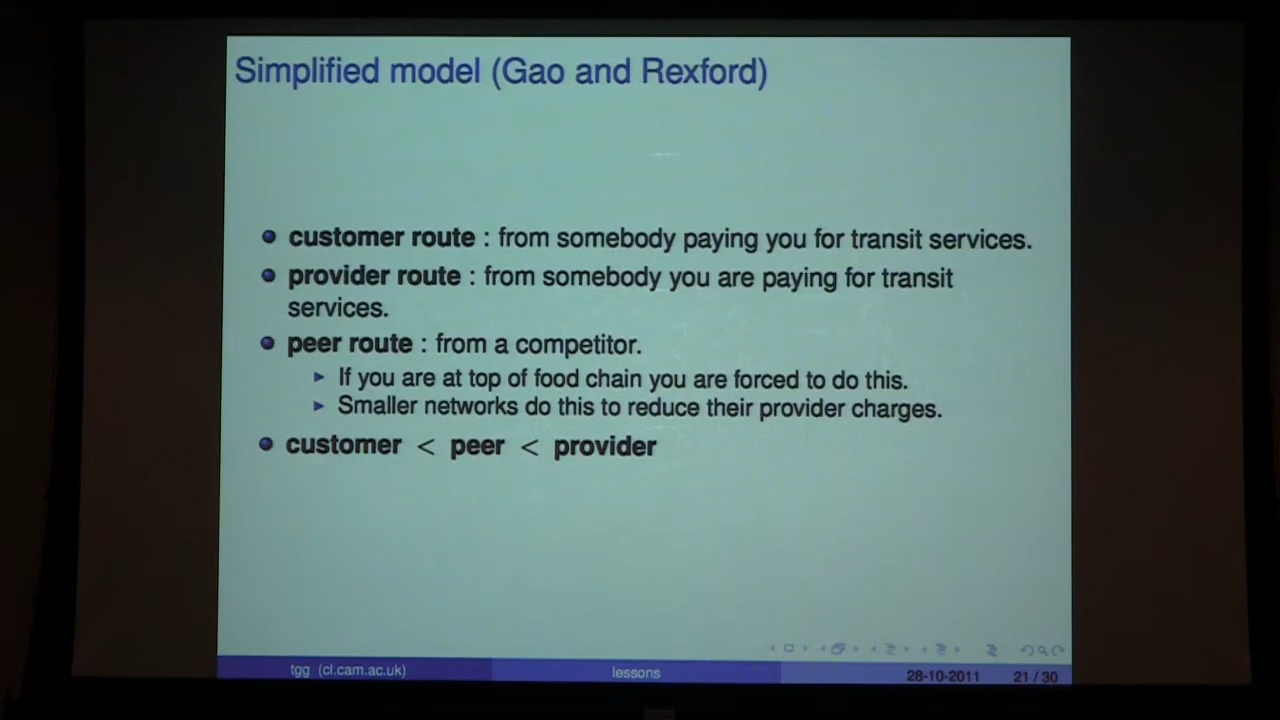 Simplified model (Gao and Rexford)
customer route : from somebody paying you for transit services.
provider route : from somebody you are paying for transit
services.
peer route : from a competitor.
If you are at top of food chain you are forced to do this.
Smaller networks do this to reduce their provider charges.
customer < peer < provider
tgg (cl.cam.ac.uk) lessons 28-10-2011 21 / 30